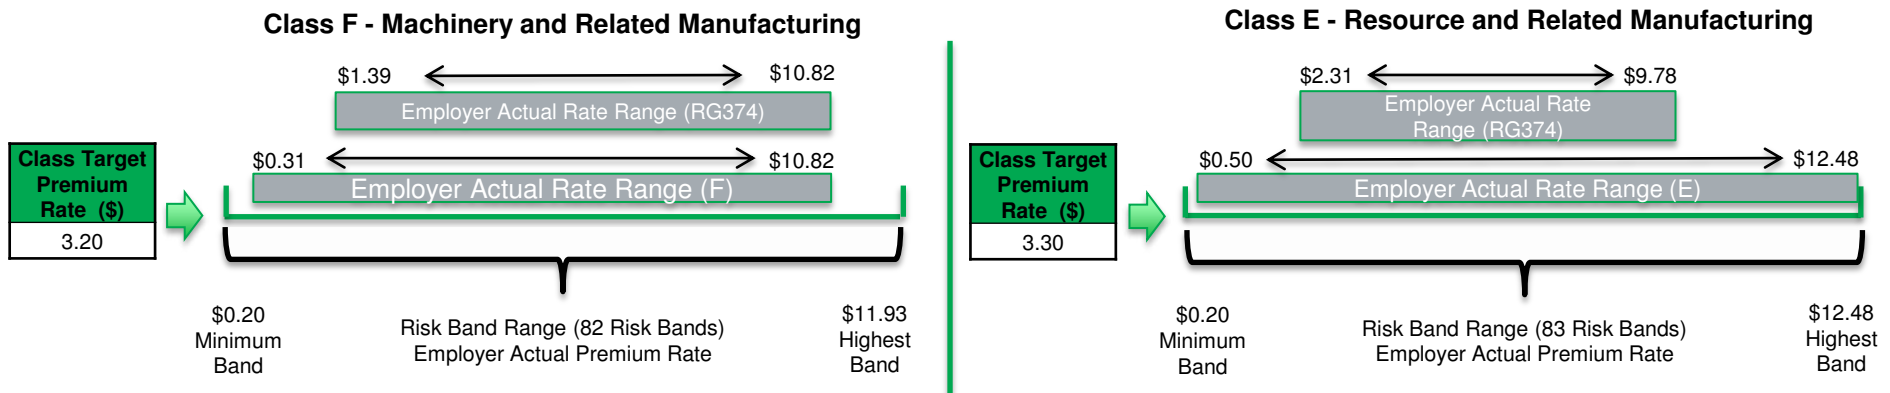 Class F - Machinery and Related Manufacturing
$1.39
$10.82
Employer Actual Rate Range (RG374)
$0.31
$10.82
Employer Actual Rate Range (F)
Class Target
Premium
Rate ($)
3.20
$0.20
Minimum
Band
Risk Band Range (82 Risk Bands)
Employer Actual Premium Rate
$11.93
Highest
Band
Class E - Resource and Related Manufacturing
$2.31
$9.78
Employer Actual Rate
Range (RG374)
$0.50
$12.48
Employer Actual Rate Range (E)
Class Target
Premium
Rate ($)
3.30
$0.20
Minimum
Band
Risk Band Range (83 Risk Bands)
Employer Actual Premium Rate
$12.48
Highest
Band